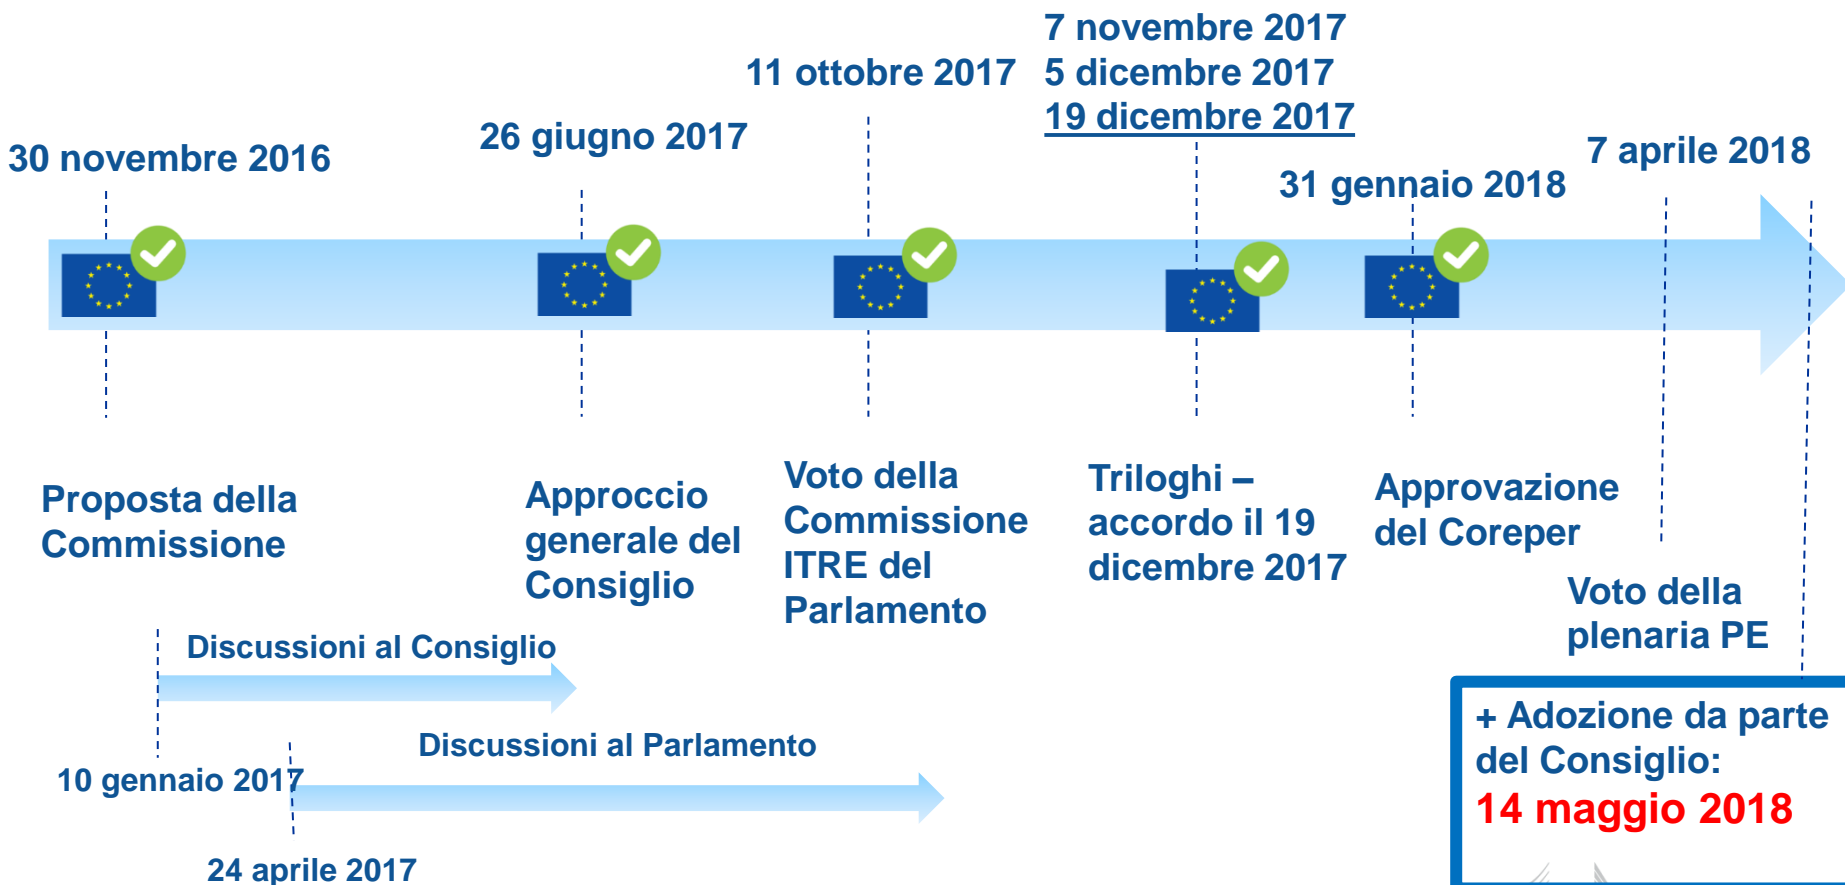 7 novembre 2017
11 ottobre 2017
5 dicembre 2017
19 dicembre 2017
30 novembre 2016
26 giugno 2017
31 gennaio 2018
7 aprile 2018
Proposta della
Commissione
Approccio
generale del
Consiglio
Voto della
Commissione
ITRE del
Parlamento
Triloghi –
accordo il 19
dicembre 2017
Approvazione
del Coreper
Voto della
plenaria PE
Discussioni al Consiglio
10 gennaio 2017
Discussioni al Parlamento
24 aprile 2017
+ Adozione da parte
del Consiglio:
14 maggio 2018